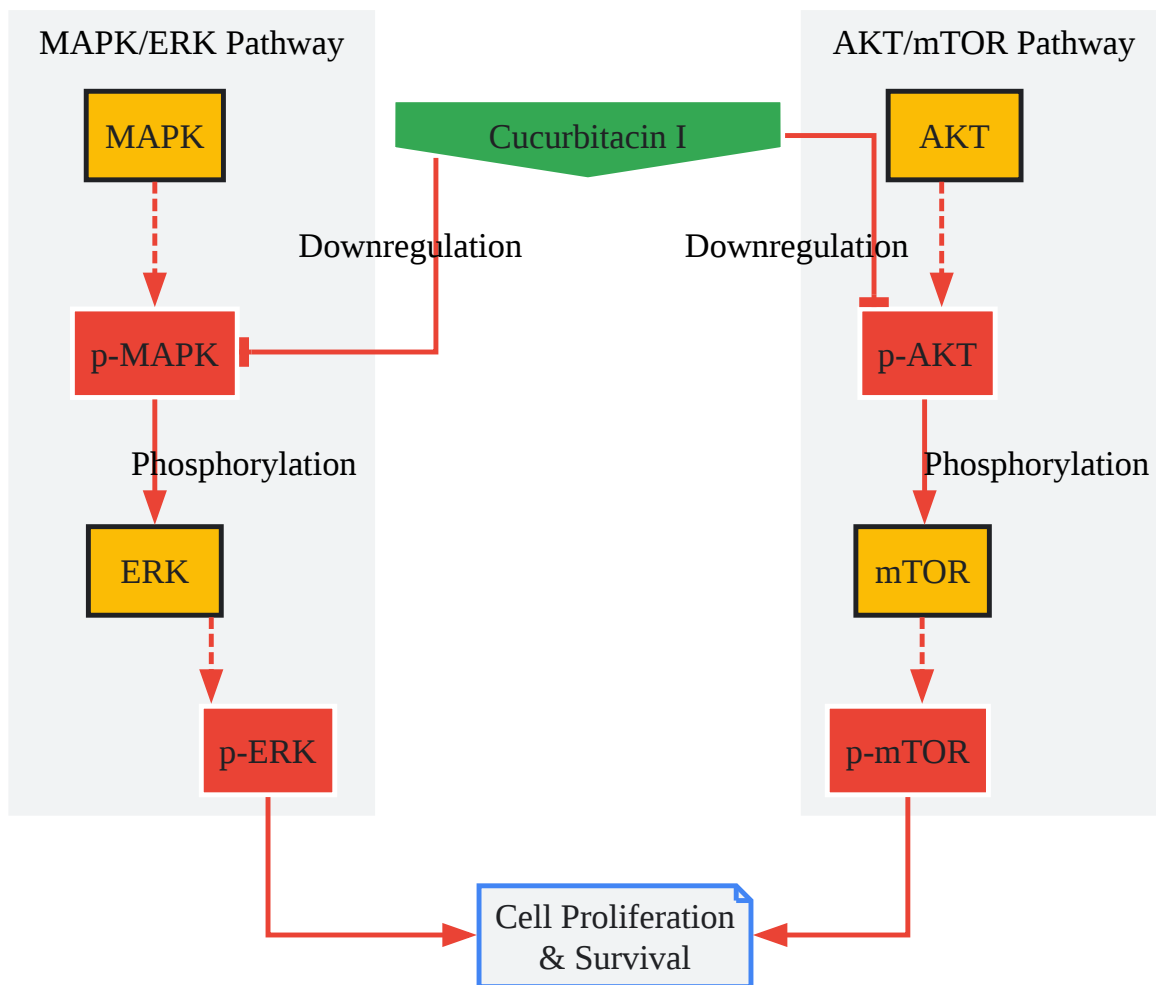 MAPK/ERK Pathway
AKT/mTOR Pathway
MAPK
Cucurbitacin I
AKT
Downregulation
Downregulation
p-MAPK
p-AKT
Phosphorylation
Phosphorylation
ERK
mTOR
p-ERK
p-mTOR
Cell Proliferation
& Survival